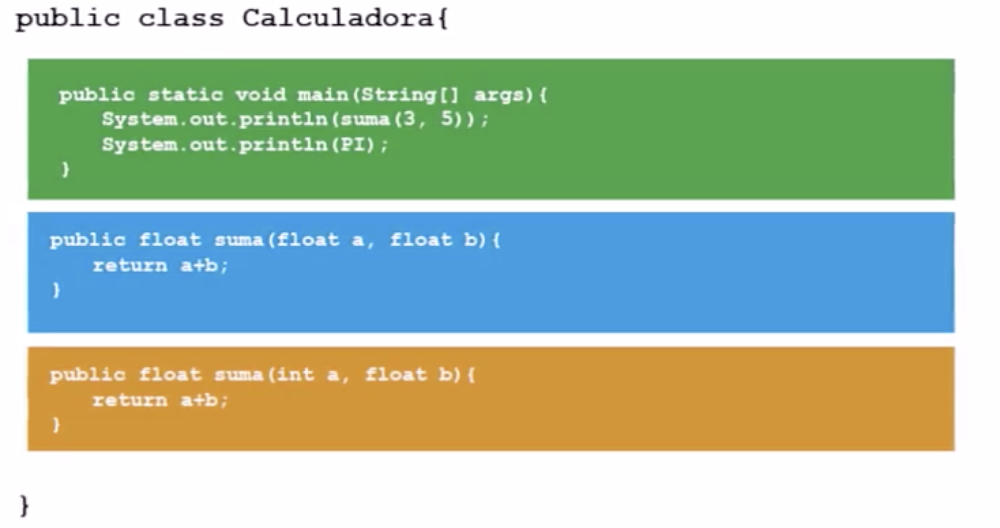 public class Calculadora{
public static void main(String[] args){
System.out.println(suma(3, 5));
System.out.println(PI);
}
public float suma(float a, float b){
return a+b;
}
public float suma(int a, float b){
return a+b;
}
}